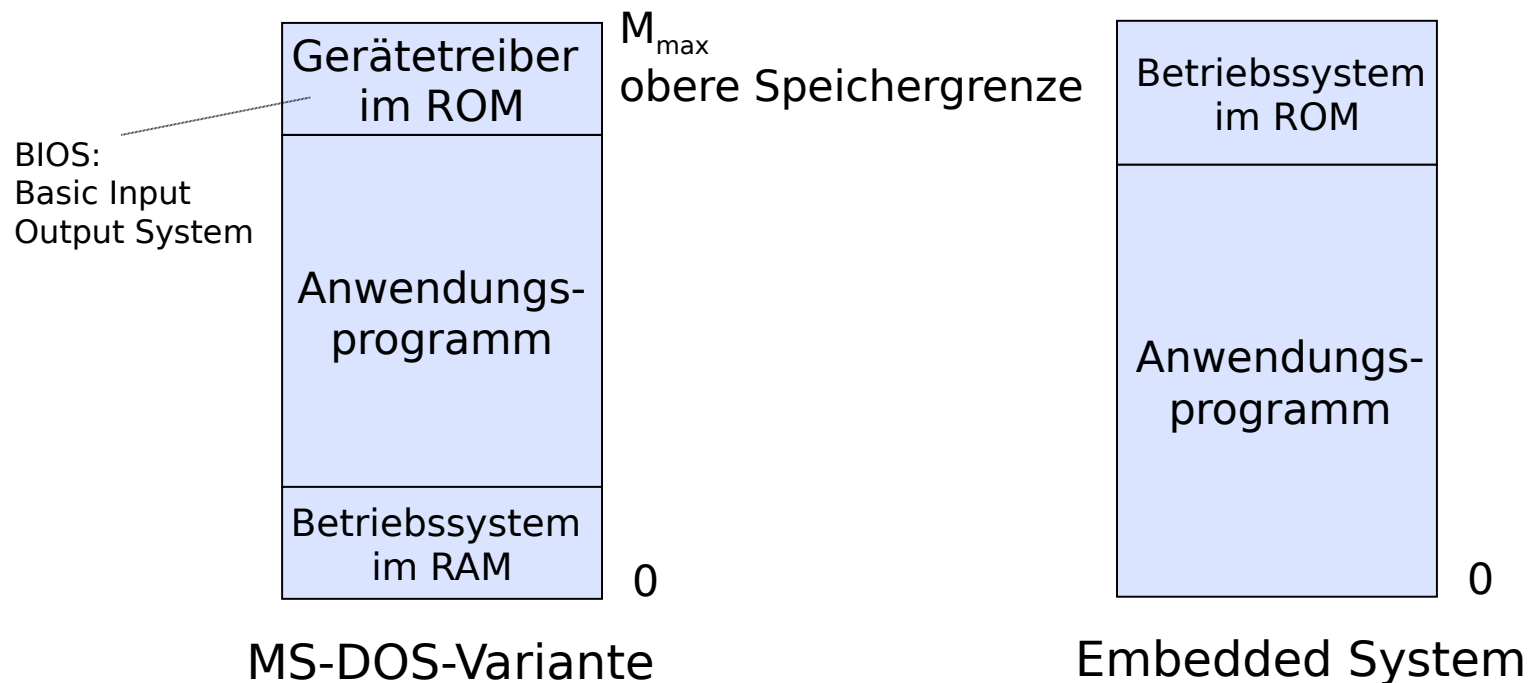 Gerätetreiber
im ROM
M_max
obere Speichergrenze
BIOS:
Basic Input
Output System
Anwendungs-
programm
Betriebssystem
im RAM
0
MS-DOS-Variante
Betriebssystem
im ROM
Anwendungs-
programm
0
Embedded System